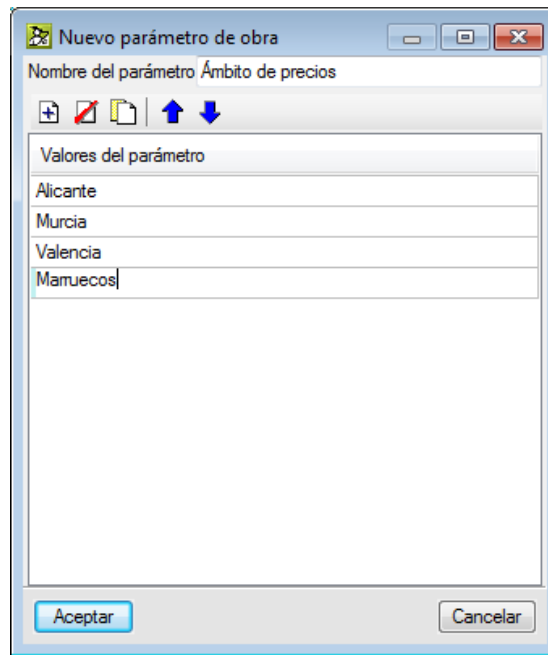 Nuevo parámetro de obra
Nombre del parámetro Ámbito de precios
Valores del parámetro
Alicante
Murcia
Valencia
Marruecos
Aceptar
Cancelar